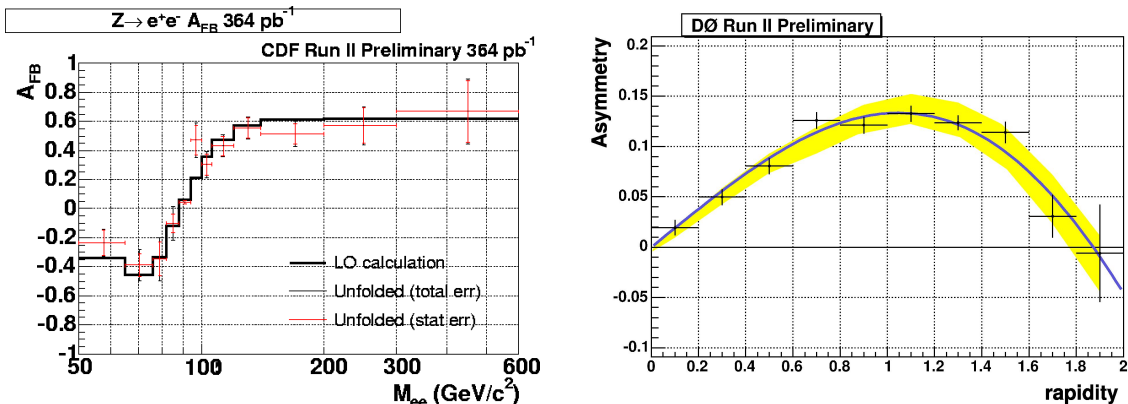 Z→ e⁺e⁻ A_FB 364 pb⁻¹
CDF Run II Preliminary 364 pb⁻¹
A_FB
1
0.8
0.6
0.4
0.2
0
-0.2
-0.4
-0.6
-0.8
-1
LO calculation
Unfolded (total err)
Unfolded (stat err)
50 100 200 300 400 600
M_ee (GeV/c²)
DØ Run II Preliminary
Asymmetry
0.2
0.15
0.1
0.05
0
-0.05
-0.1
0 0.2 0.4 0.6 0.8 1 1.2 1.4 1.6 1.8 2
rapidity